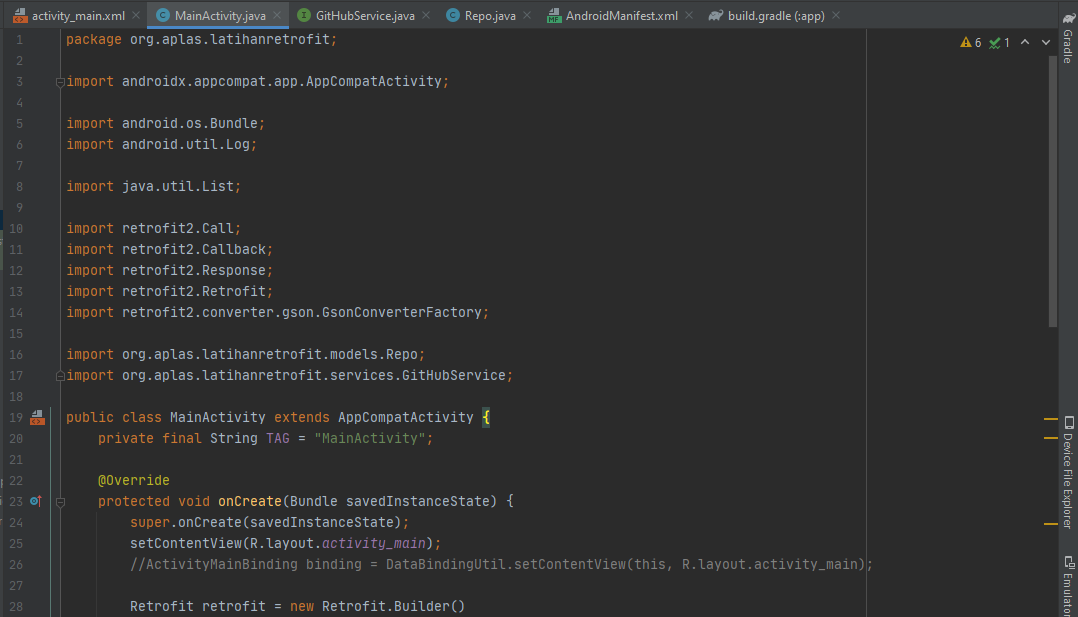 activity_main.xml MainActivity.java GitHubService.java Repo.java AndroidManifest.xml build.gradle (:app)
6 1
Gradle
1 package org.aplas.latihanretrofit;
2
3 import androidx.appcompat.app.AppCompatActivity;
4
5 import android.os.Bundle;
6 import android.util.Log;
7
8 import java.util.List;
9
10 import retrofit2.Call;
11 import retrofit2.Callback;
12 import retrofit2.Response;
13 import retrofit2.Retrofit;
14 import retrofit2.converter.gson.GsonConverterFactory;
15
16 import org.aplas.latihanretrofit.models.Repo;
17 import org.aplas.latihanretrofit.services.GitHubService;
18
19 public class MainActivity extends AppCompatActivity {
20 private final String TAG = "MainActivity";
21
22 @Override
23 protected void onCreate(Bundle savedInstanceState) {
24 super.onCreate(savedInstanceState);
25 setContentView(R.layout.activity_main);
26 //ActivityMainBinding binding = DataBindingUtil.setContentView(this, R.layout.activity_main);
27
28 Retrofit retrofit = new Retrofit.Builder()
Device File Explorer
Emulator